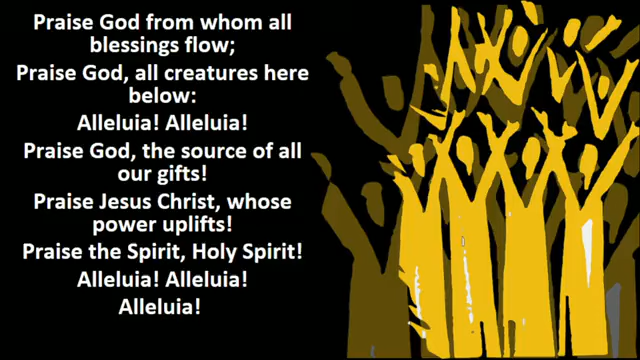 Praise God from whom all
blessings flow;
Praise God, all creatures here
below:
Alleluia! Alleluia!
Praise God, the source of all
our gifts!
Praise Jesus Christ, whose
power uplifts!
Praise the Spirit, Holy Spirit!
Alleluia! Alleluia!
Alleluia!